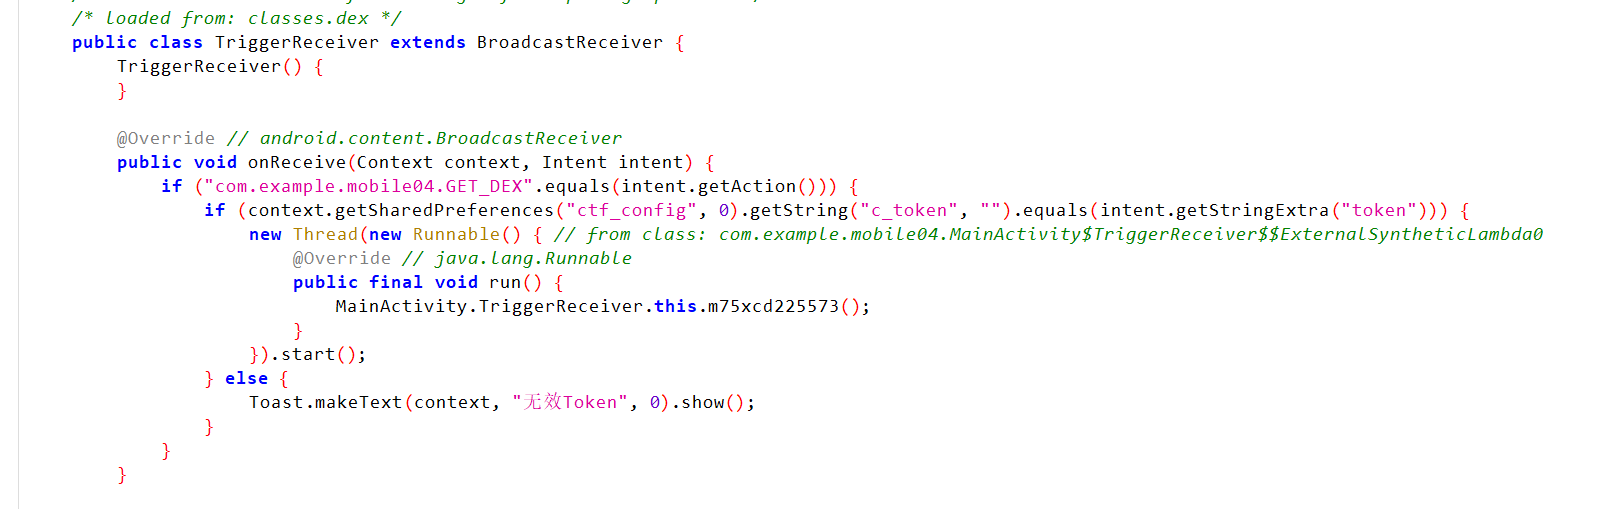 /* loaded from: classes.dex */
public class TriggerReceiver extends BroadcastReceiver {
TriggerReceiver() {
}
@Override // android.content.BroadcastReceiver
public void onReceive(Context context, Intent intent) {
if ("com.example.mobile04.GET_DEX".equals(intent.getAction())) {
if (context.getSharedPreferences("ctf_config", 0).getString("c_token", "").equals(intent.getStringExtra("token"))) {
new Thread(new Runnable() { // from class: com.example.mobile04.MainActivity$TriggerReceiver$$ExternalSyntheticLambda0
@Override // java.lang.Runnable
public final void run() {
MainActivity.TriggerReceiver.this.m75xcd225573();
}
}).start();
} else {
Toast.makeText(context, "无效Token", 0).show();
}
}
}